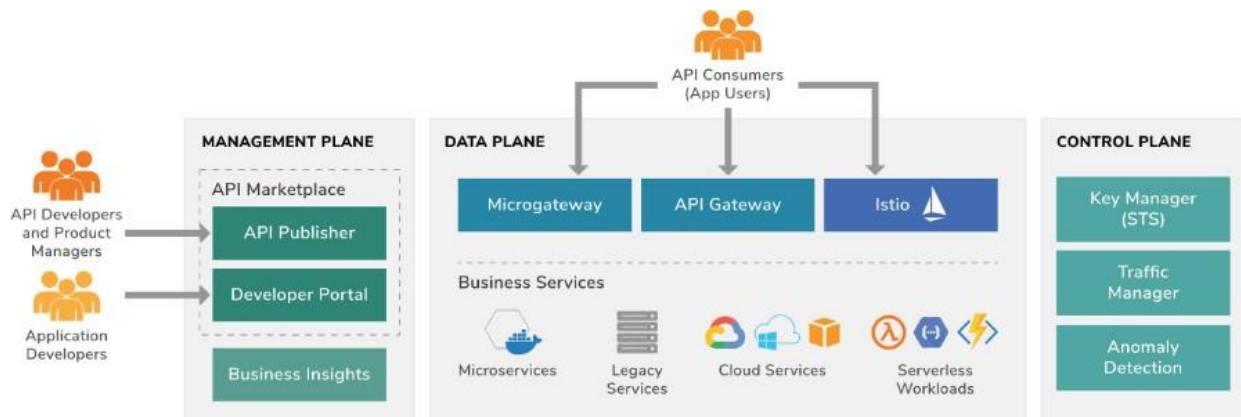 API Consumers
(App Users)
MANAGEMENT PLANE
DATA PLANE
CONTROL PLANE
API Marketplace
API Developers
and Product
Managers
API Publisher
Application
Developers
Developer Portal
Business Insights
Microgateway
API Gateway
Istio
Business Services
Microservices
Legacy
Services
Cloud Services
Serverless
Workloads
Key Manager
(STS)
Traffic
Manager
Anomaly
Detection